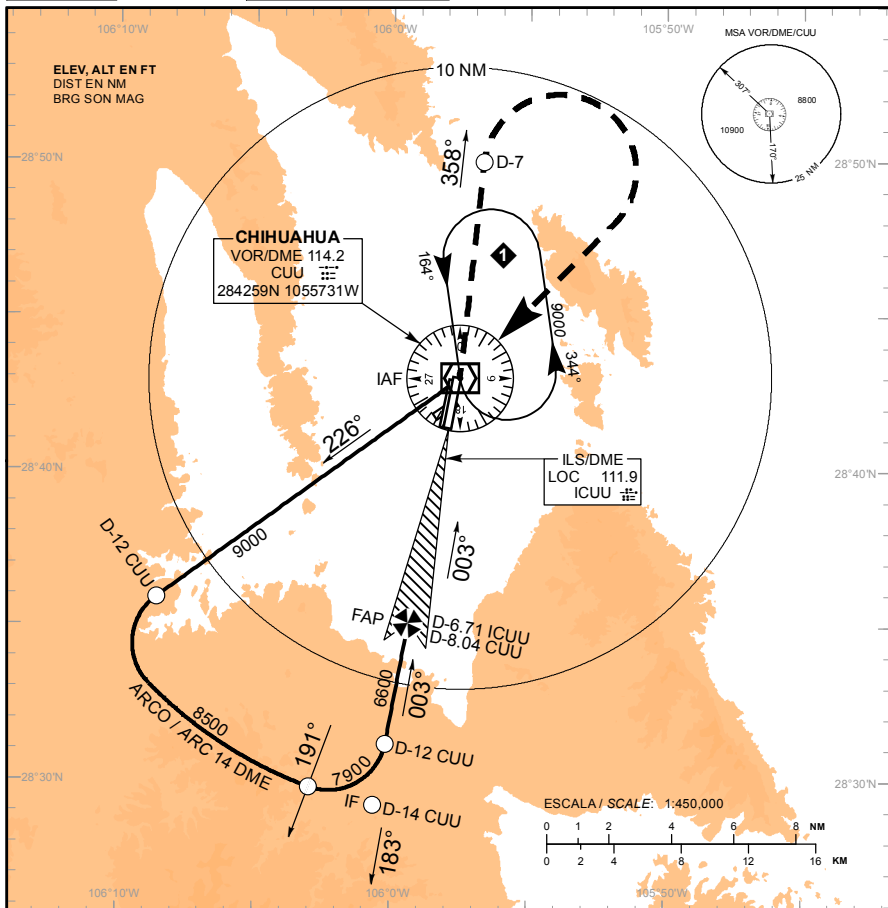 106°10'W
106°0'W
105°50'W
MSA VOR/DME/CUU
ELEV, ALT EN FT
DIST EN NM
BRG SON MAG
10 NM
307°
8800
10900
170°
25 NM
28°50'N
28°50'N
358°
D-7
CHIHUAHUA
VOR/DME 114.2
CUU
284259N 1055731W
164°
1
9000
344°
IAF
0
27
9
18
226°
28°40'N
28°40'N
ILS/DME
LOC 111.9
ICUU
9000
D-12 CUU
003°
FAP
D-6.71 ICUU
D-8.04 CUU
6600
003°
8500
ARCO / ARC 14 DME
191°
7900
D-12 CUU
28°30'N
28°30'N
IF
D-14 CUU
183°
ESCALA / SCALE: 1:450,000
0 1 2 4 6 8 NM
0 2 4 8 12 16 KM
106°10'W
106°0'W
105°50'W